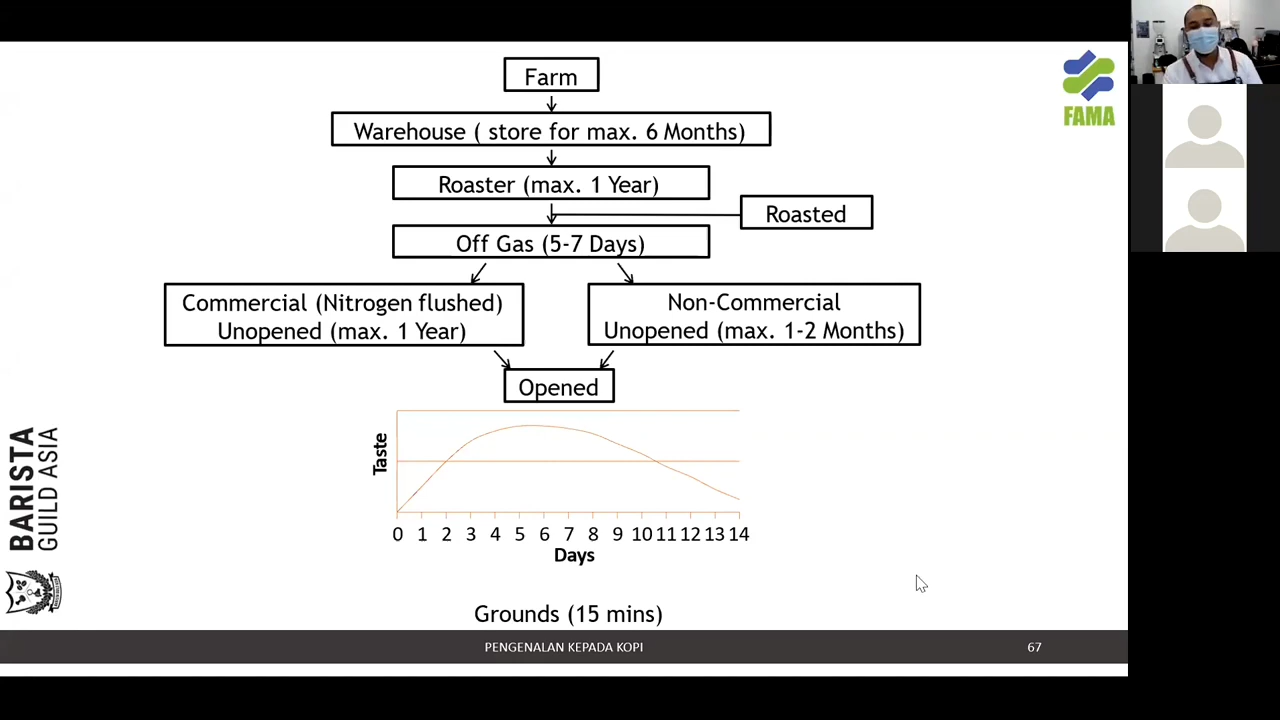 Farm
FAMA
Warehouse ( store for max. 6 Months)
Roaster (max. 1 Year)
Roasted
Off Gas (5-7 Days)
Commercial (Nitrogen flushed)
Unopened (max. 1 Year)
Non-Commercial
Unopened (max. 1-2 Months)
Opened
Taste
0 1 2 3 4 5 6 7 8 9 10 11 12 13 14
Days
BARISTA
GUILD ASIA
Grounds (15 mins)
PENGENALAN KEPADA KOPI
67